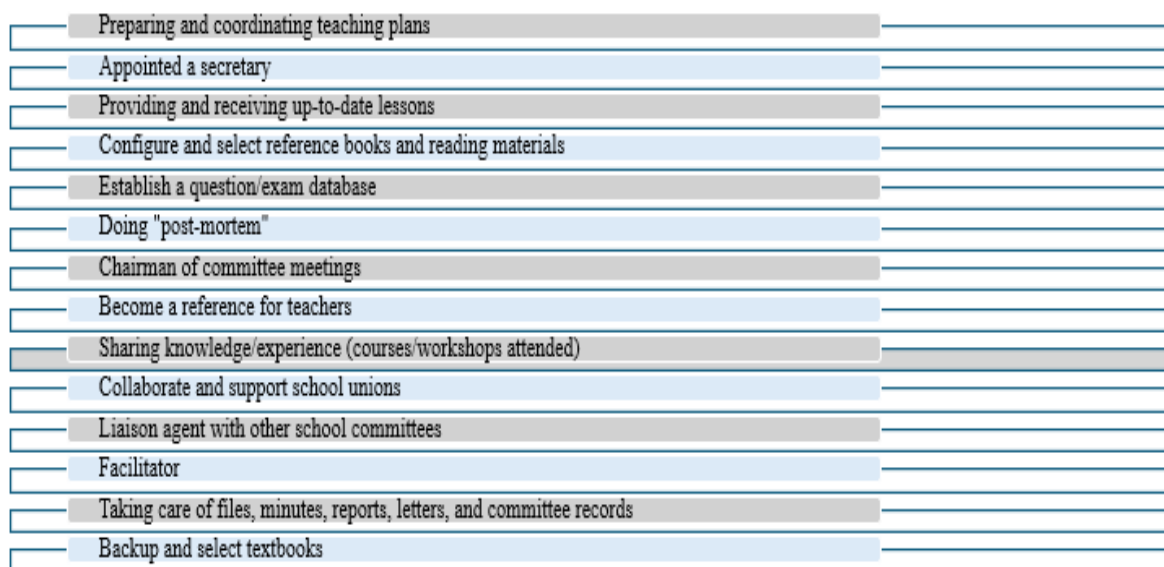 Preparing and coordinating teaching plans
Appointed a secretary
Providing and receiving up-to-date lessons
Configure and select reference books and reading materials
Establish a question/exam database
Doing "post-mortem"
Chairman of committee meetings
Become a reference for teachers
Sharing knowledge/experience (courses/workshops attended)
Collaborate and support school unions
Liaison agent with other school committees
Facilitator
Taking care of files, minutes, reports, letters, and committee records
Backup and select textbooks